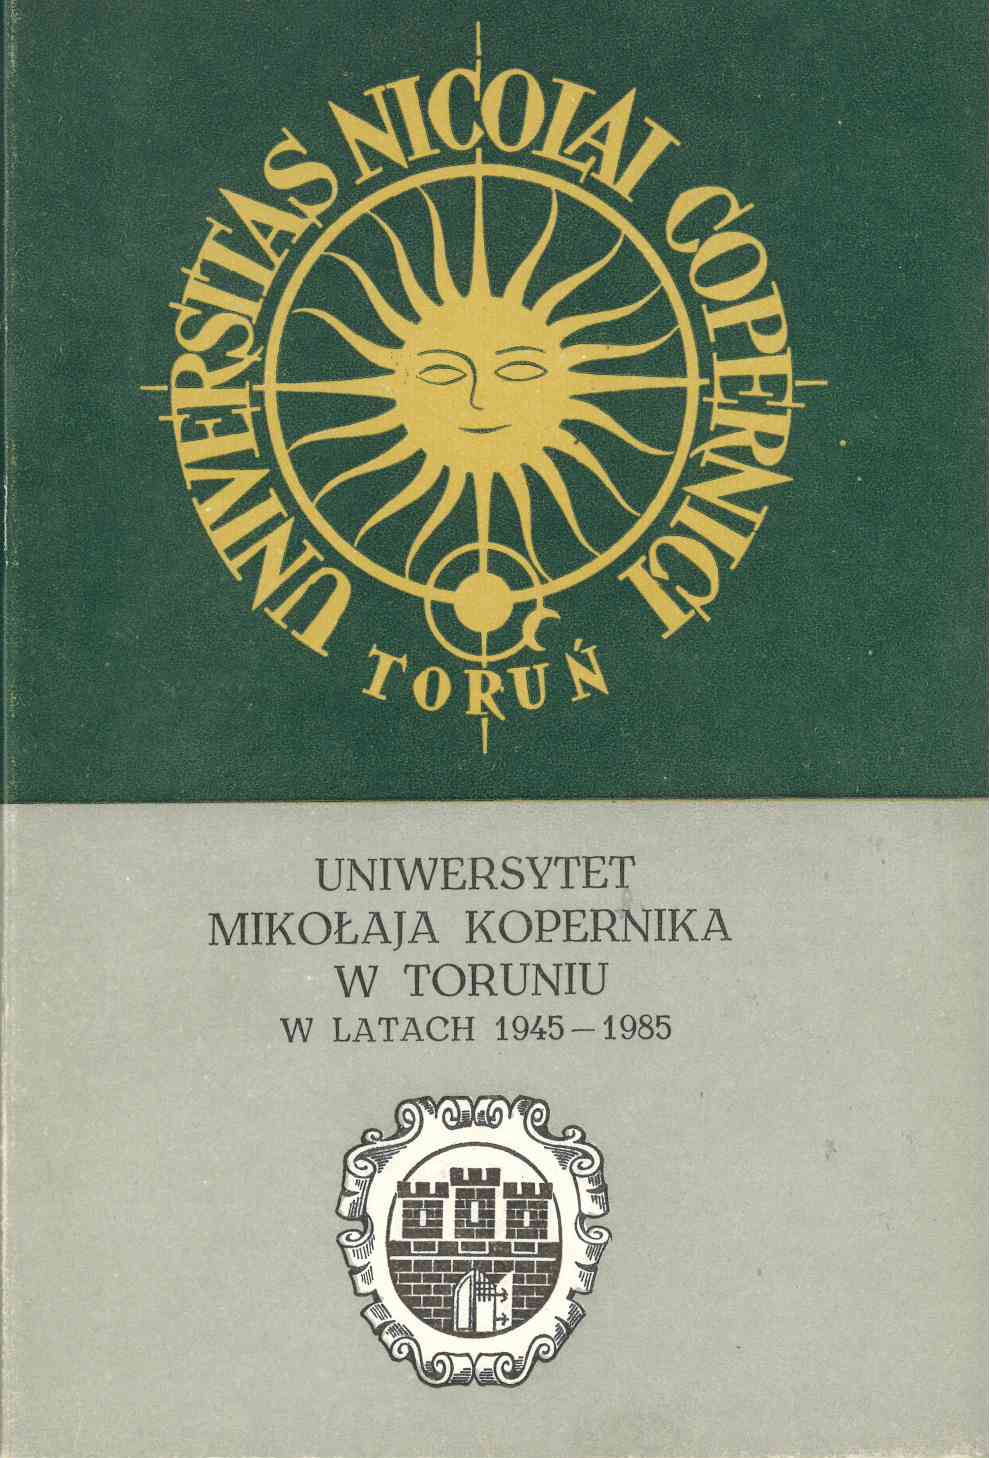 UNIVERSITAS NICOLAI COPERNICI
TORUŃ
UNIWERSYTET
MIKOŁAJA KOPERNIKA
W TORUNIU
W LATACH 1945–1985